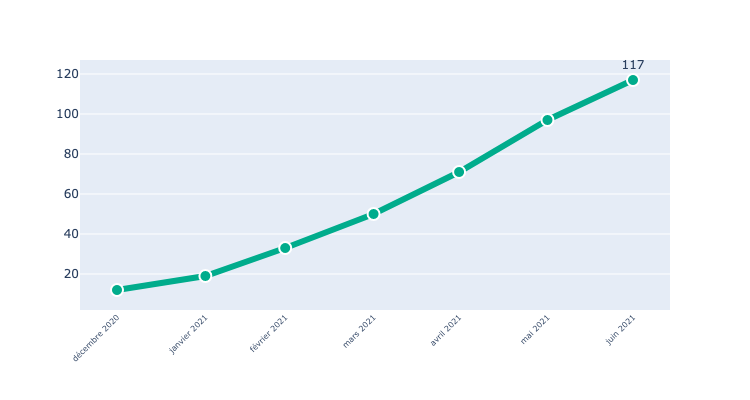 117
120
100
80
60
40
20
décembre 2020
janvier 2021
février 2021
mars 2021
avril 2021
mai 2021
juin 2021